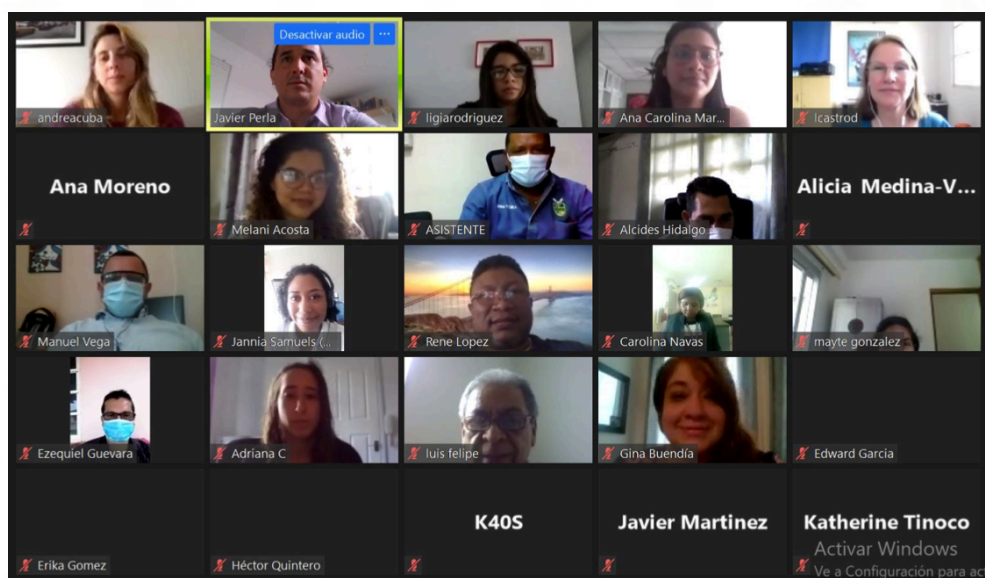 Desactivar audio ...
andreacuba
Javier Perla
ligiarodriguez
Ana Carolina Mar...
lcastrod
Ana Moreno
Melani Acosta
ASISTENTE
Alcides Hidalgo
Alicia Medina-V...
Manuel Vega
Jannia Samuels (...
Rene Lopez
Carolina Navas
mayte gonzalez
Ezequiel Guevara
Adriana C
luis felipe
Gina Buendía
Edward Garcia
Erika Gomez
Héctor Quintero
K40S
Javier Martinez
Katherine Tinoco
Activar Windows
Ve a Configuración para ac